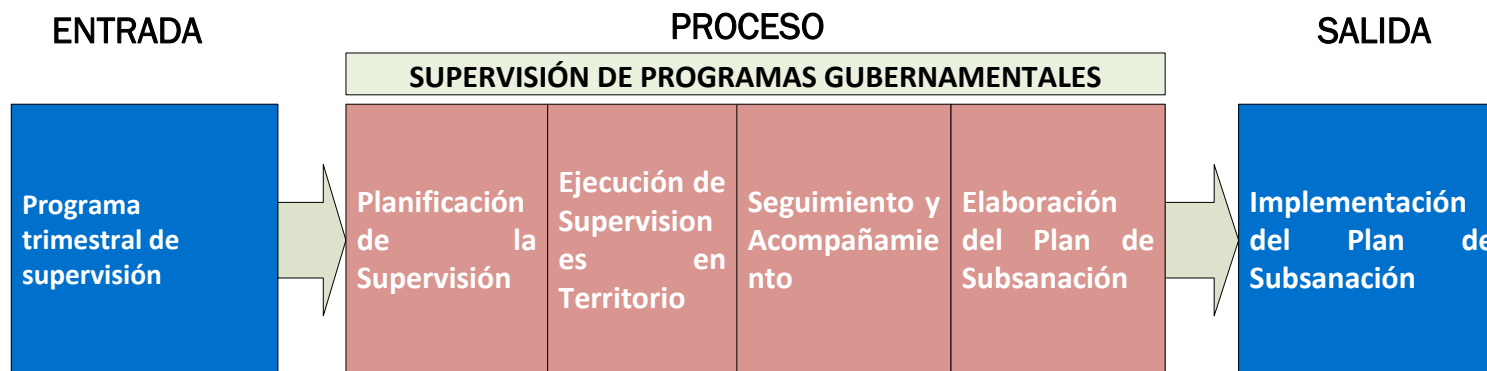 ENTRADA
PROCESO
SALIDA
SUPERVISIÓN DE PROGRAMAS GUBERNAMENTALES
Programa
trimestral de
supervisión
Planificación
de la
Supervisión
Ejecución de
Supervision
es en
Territorio
Seguimiento y
Acompañamie
nto
Elaboración
del Plan de
Subsanación
Implementación
del Plan de
Subsanación